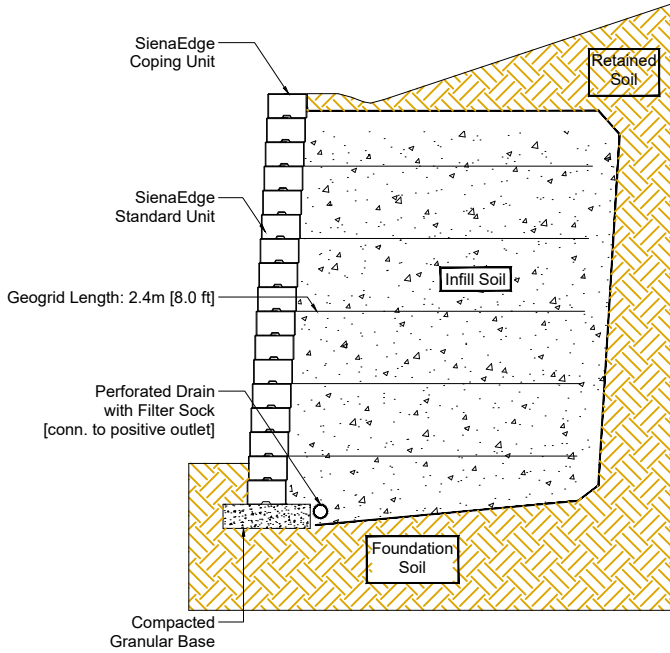 SienaEdge
Coping Unit
Retained
Soil
SienaEdge
Standard Unit
Infill Soil
Geogrid Length: 2.4m [8.0 ft]
Perforated Drain
with Filter Sock
[conn. to positive outlet]
1
Foundation
Soil
Compacted
Granular Base